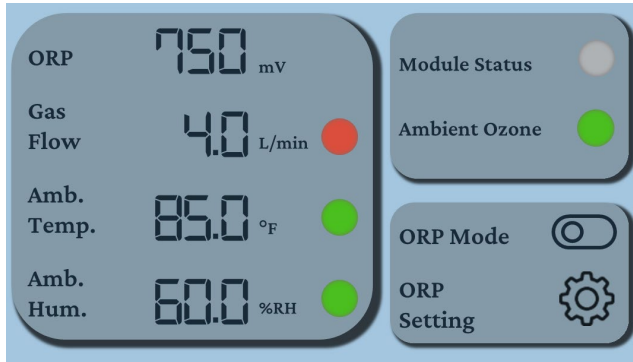 ORP 750 mV
Gas
Flow 4.0 L/min
Amb.
Temp. 85.0 °F
Amb.
Hum. 60.0 %RH
Module Status
Ambient Ozone
ORP Mode
ORP
Setting